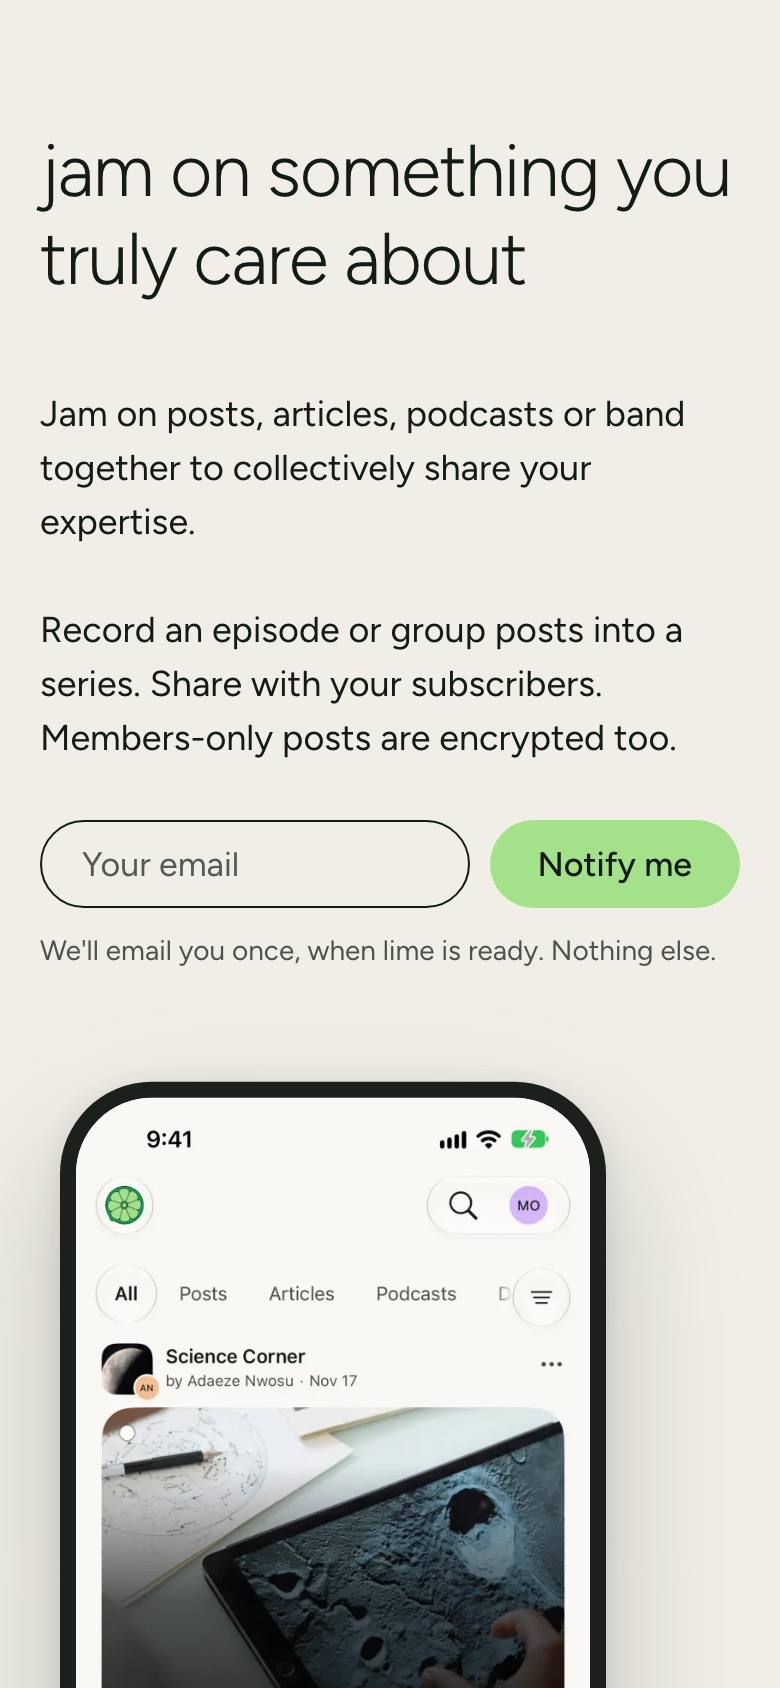 jam on something you
truly care about
Jam on posts, articles, podcasts or band
together to collectively share your
expertise.
Record an episode or group posts into a
series. Share with your subscribers.
Members-only posts are encrypted too.
Your email
Notify me
We'll email you once, when lime is ready. Nothing else.
9:41
MO
All Posts Articles Podcasts D
Science Corner
AN
by Adaeze Nwosu · Nov 17